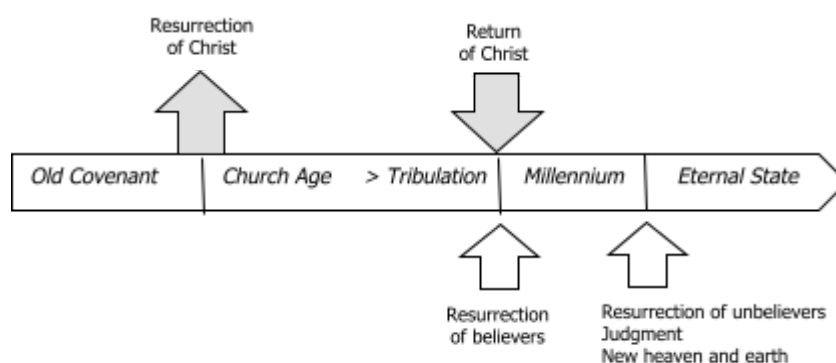 Resurrection
of Christ
Return
of Christ
Old Covenant
Church Age
> Tribulation
Millennium
Eternal State
Resurrection
of believers
Resurrection of unbelievers
Judgment
New heaven and earth